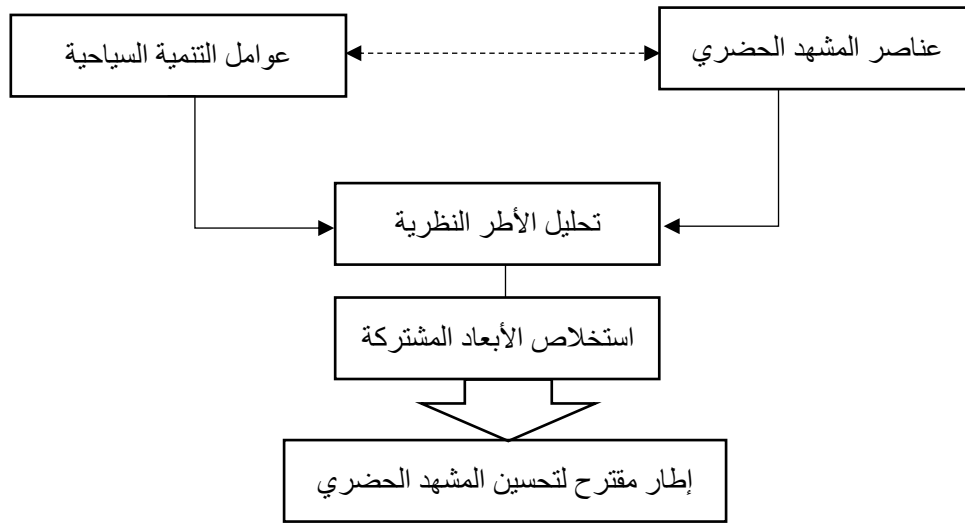 عناصر المشهد الحضري
عوامل التنمية السياحية
تحليل الأطر النظرية
استخلاص الأبعاد المشتركة
إطار مقترح لتحسين المشهد الحضري